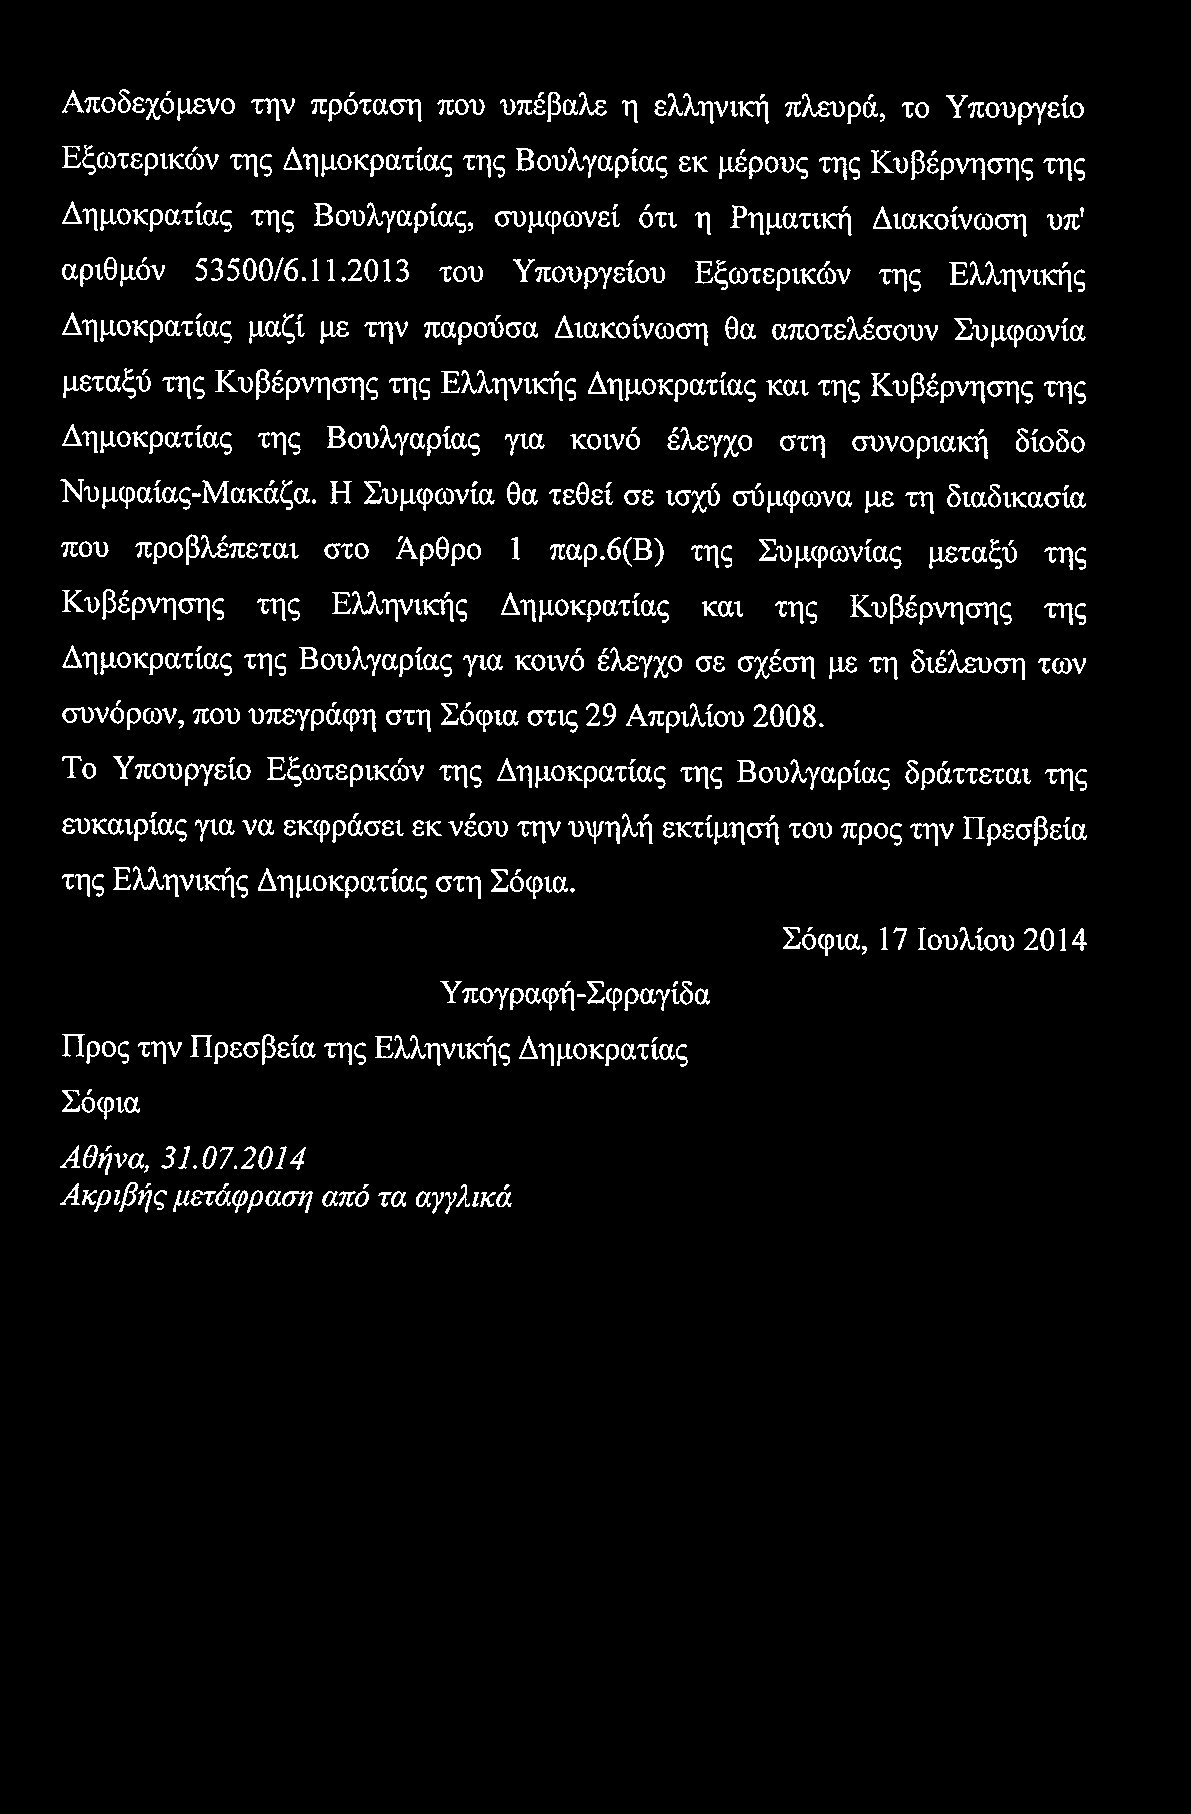 Αποδεχόμενο την πρόταση που υπέβαλε η ελληνική πλευρά, το Υπουργείο
Εξωτερικών της Δημοκρατίας της Βουλγαρίας εκ μέρους της Κυβέρνησης της
Δημοκρατίας της Βουλγαρίας, συμφωνεί ότι η Ρηματική Διακοίνωση υπ'
αριθμόν 53500/6.11.2013 του Υπουργείου Εξωτερικών της Ελληνικής
Δημοκρατίας μαζί με την παρούσα Διακοίνωση θα αποτελέσουν Συμφωνία
μεταξύ της Κυβέρνησης της Ελληνικής Δημοκρατίας και της Κυβέρνησης της
Δημοκρατίας της Βουλγαρίας για κοινό έλεγχο στη συνοριακή δίοδο
Νυμφαίας-Μακάζα. Η Συμφωνία θα τεθεί σε ισχύ σύμφωνα με τη διαδικασία
που προβλέπεται στο Άρθρο 1 παρ.6(Β) της Συμφωνίας μεταξύ της
Κυβέρνησης της Ελληνικής Δημοκρατίας και της Κυβέρνησης της
Δημοκρατίας της Βουλγαρίας για κοινό έλεγχο σε σχέση με τη διέλευση των
συνόρων, που υπεγράφη στη Σόφια στις 29 Απριλίου 2008.
Το Υπουργείο Εξωτερικών της Δημοκρατίας της Βουλγαρίας δράττεται της
ευκαιρίας για να εκφράσει εκ νέου την υψηλή εκτίμησή του προς την Πρεσβεία
της Ελληνικής Δημοκρατίας στη Σόφια.
Σόφια, 17 Ιουλίου 2014
Υπογραφή-Σφραγίδα
Προς την Πρεσβεία της Ελληνικής Δημοκρατίας
Σόφια
Αθήνα, 31.07.2014
Ακριβής μετάφραση από τα αγγλικά